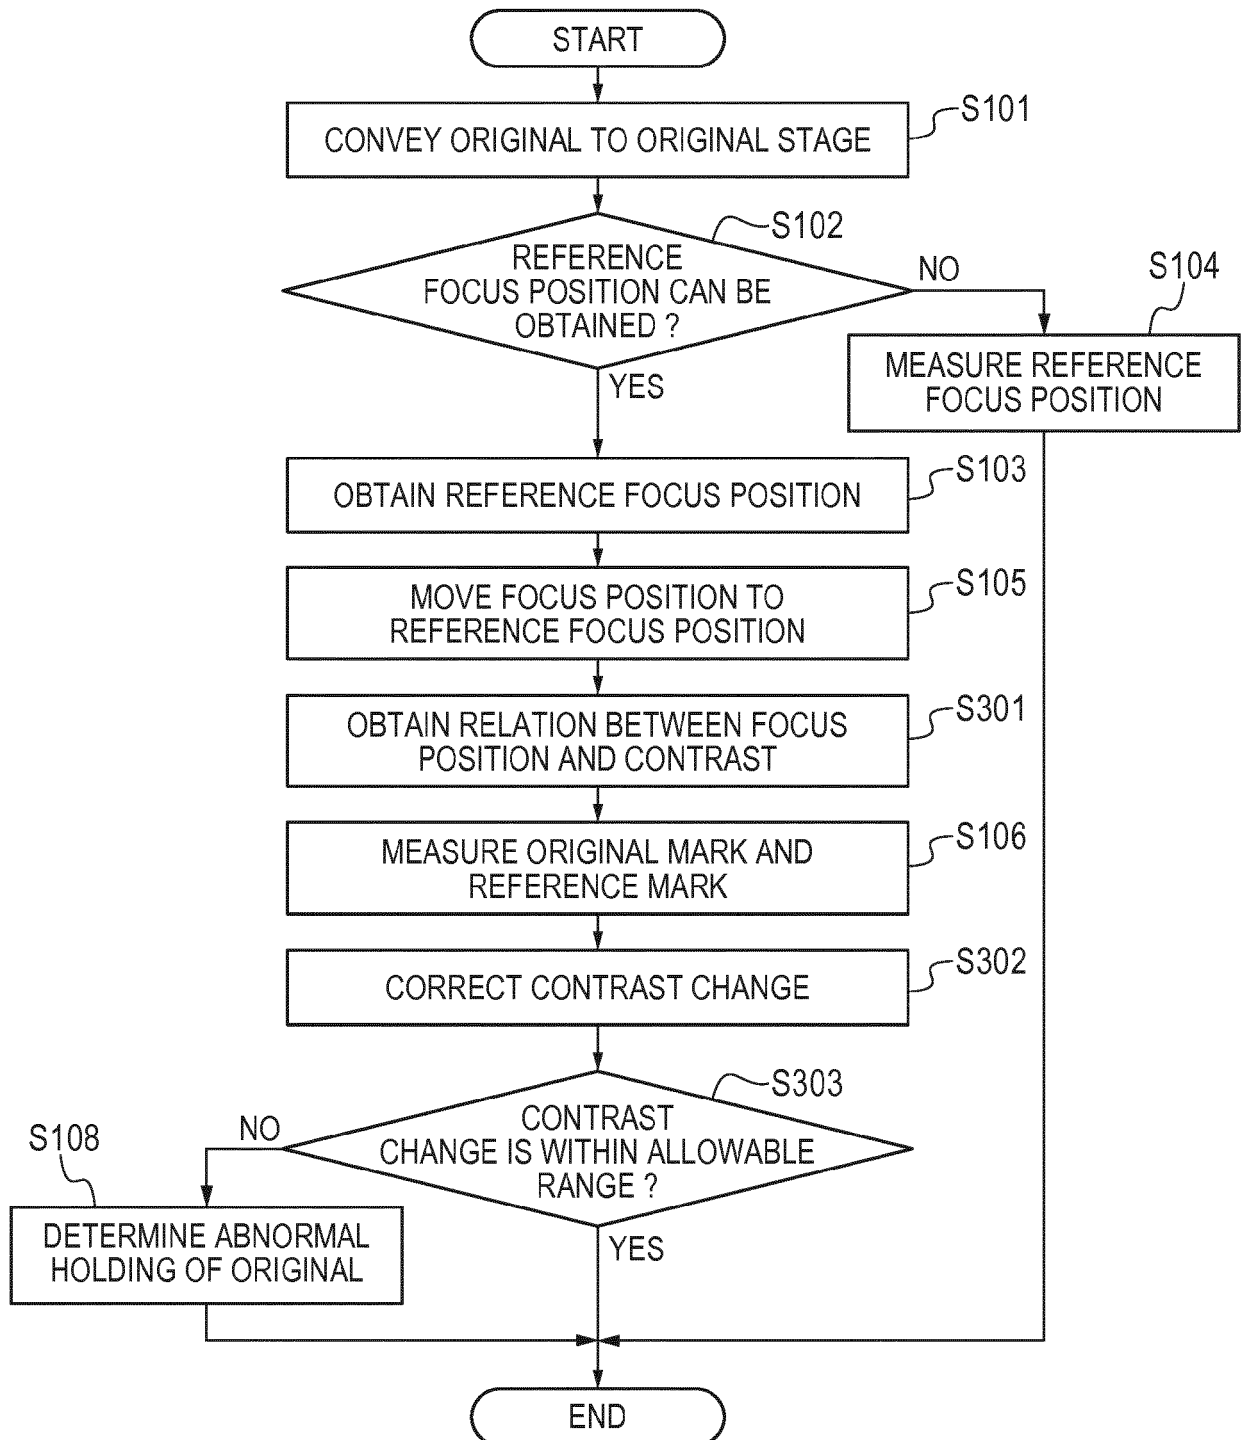 START
CONVEY ORIGINAL TO ORIGINAL STAGE
S101
S102
REFERENCE
FOCUS POSITION CAN BE
OBTAINED ?
NO
YES
S104
MEASURE REFERENCE
FOCUS POSITION
OBTAIN REFERENCE FOCUS POSITION
S103
MOVE FOCUS POSITION TO
REFERENCE FOCUS POSITION
S105
OBTAIN RELATION BETWEEN FOCUS
POSITION AND CONTRAST
S301
MEASURE ORIGINAL MARK AND
REFERENCE MARK
S106
CORRECT CONTRAST CHANGE
S302
S303
CONTRAST
CHANGE IS WITHIN ALLOWABLE
RANGE ?
NO
YES
S108
DETERMINE ABNORMAL
HOLDING OF ORIGINAL
END